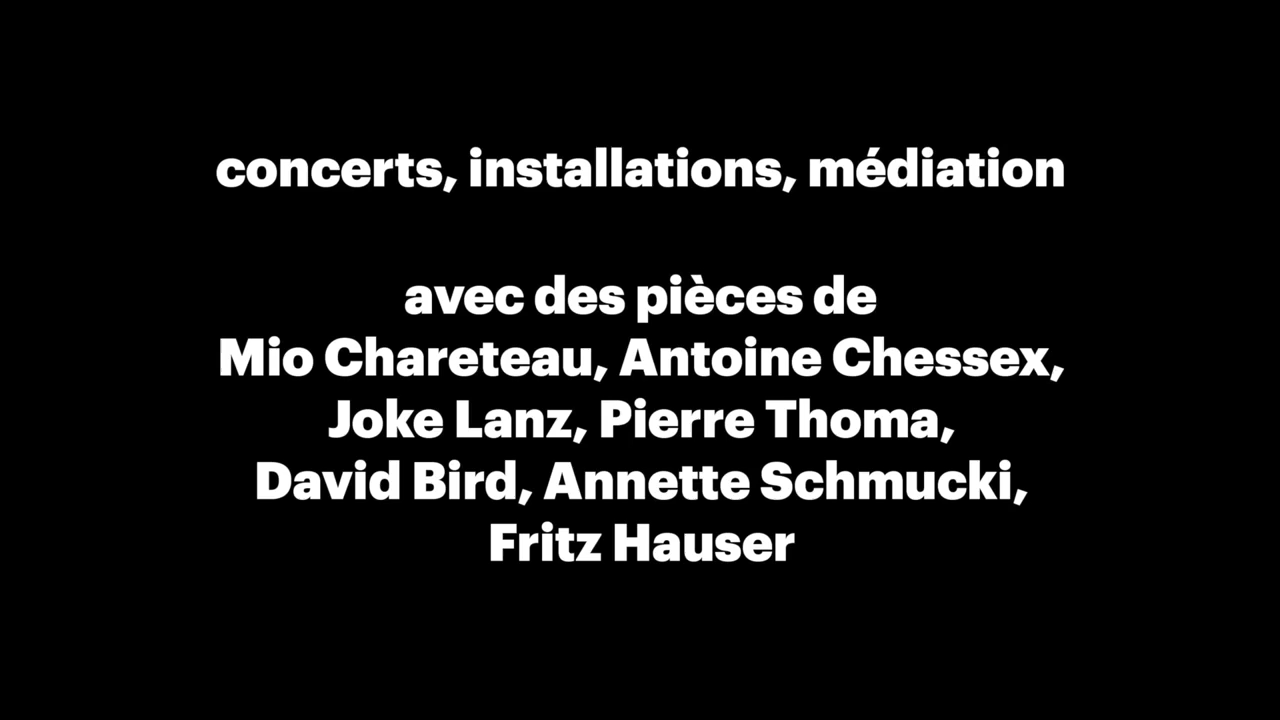 concerts, installations, médiation
avec des pièces de
Mio Chareteau, Antoine Chessex,
Joke Lanz, Pierre Thoma,
David Bird, Annette Schmucki,
Fritz Hauser